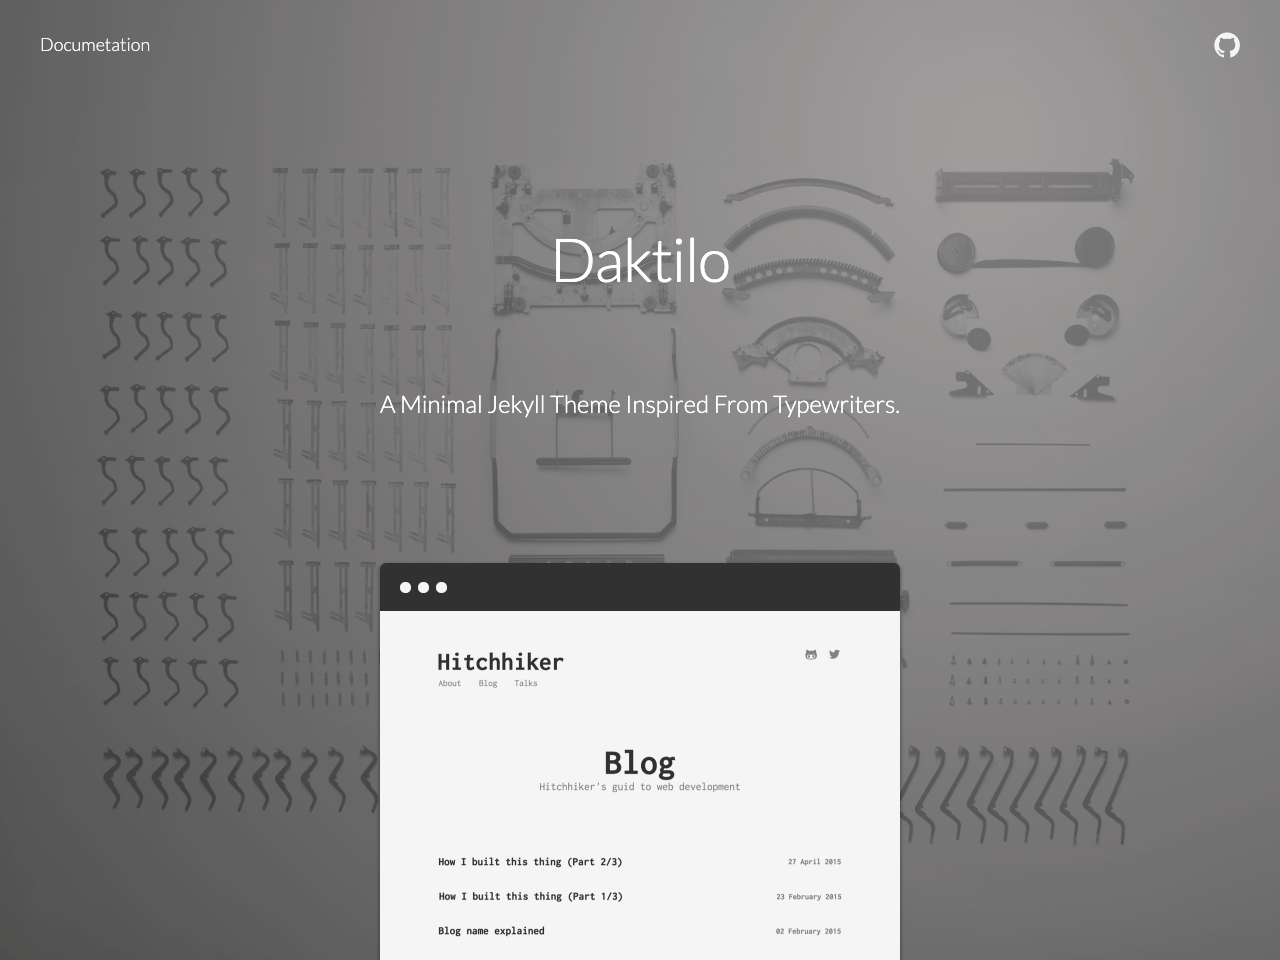 Documetation
Daktilo
A Minimal Jekyll Theme Inspired From Typewriters.
Hitchhiker
About Blog Talks
Blog
Hitchhiker's guid to web development
How I built this thing (Part 2/3) 27 April 2015
How I built this thing (Part 1/3) 23 February 2015
Blog name explained 02 February 2015